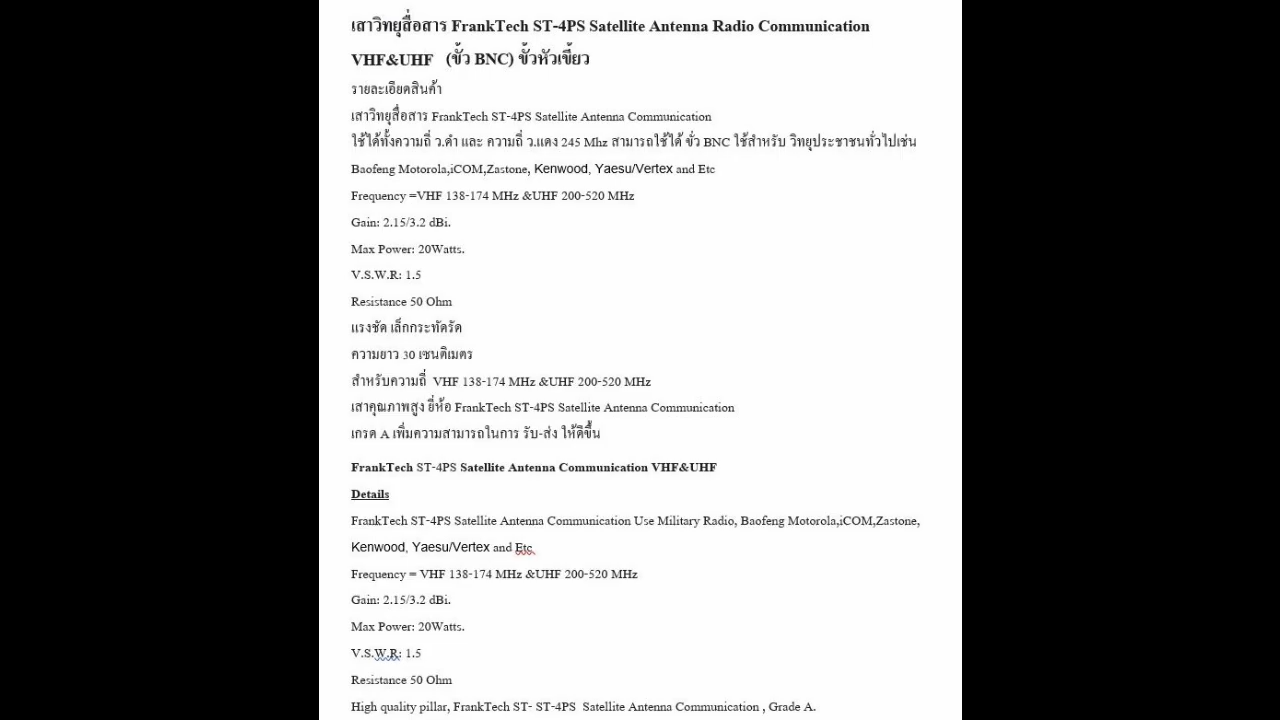 เสาวิทยุสื่อสาร FrankTech ST-4PS Satellite Antenna Radio Communication
VHF&UHF (ขั้ว BNC) ขั้วหัวเขี้ยว
รายละเอียดสินค้า
เสาวิทยุสื่อสาร FrankTech ST-4PS Satellite Antenna Communication
ใช้ได้ทั้งความถี่ ว.ดำ และ ความถี่ ว.แดง 245 Mhz สามารถใช้ได้ ขั่ว BNC ใช้สำหรับ วิทยุประชาชนทั่วไปเช่น
Baofeng Motorola,iCOM,Zastone, Kenwood, Yaesu/Vertex and Etc
Frequency =VHF 138-174 MHz &UHF 200-520 MHz
Gain: 2.15/3.2 dBi.
Max Power: 20Watts.
V.S.W.R: 1.5
Resistance 50 Ohm
แรงชัด เล็กกระทัดรัด
ความยาว 30 เซนติเมตร
สำหรับความถี่ VHF 138-174 MHz &UHF 200-520 MHz
เสาคุณภาพสูง ยี่ห้อ FrankTech ST-4PS Satellite Antenna Communication
เกรด A เพิ่มความสามารถในการ รับ-ส่ง ให้ดีขึ้น
FrankTech ST-4PS Satellite Antenna Communication VHF&UHF
Details
FrankTech ST-4PS Satellite Antenna Communication Use Military Radio, Baofeng Motorola,iCOM,Zastone,
Kenwood, Yaesu/Vertex and Etc.
Frequency = VHF 138-174 MHz &UHF 200-520 MHz
Gain: 2.15/3.2 dBi.
Max Power: 20Watts.
V.S.W.R: 1.5
Resistance 50 Ohm
High quality pillar, FrankTech ST- ST-4PS Satellite Antenna Communication , Grade A.